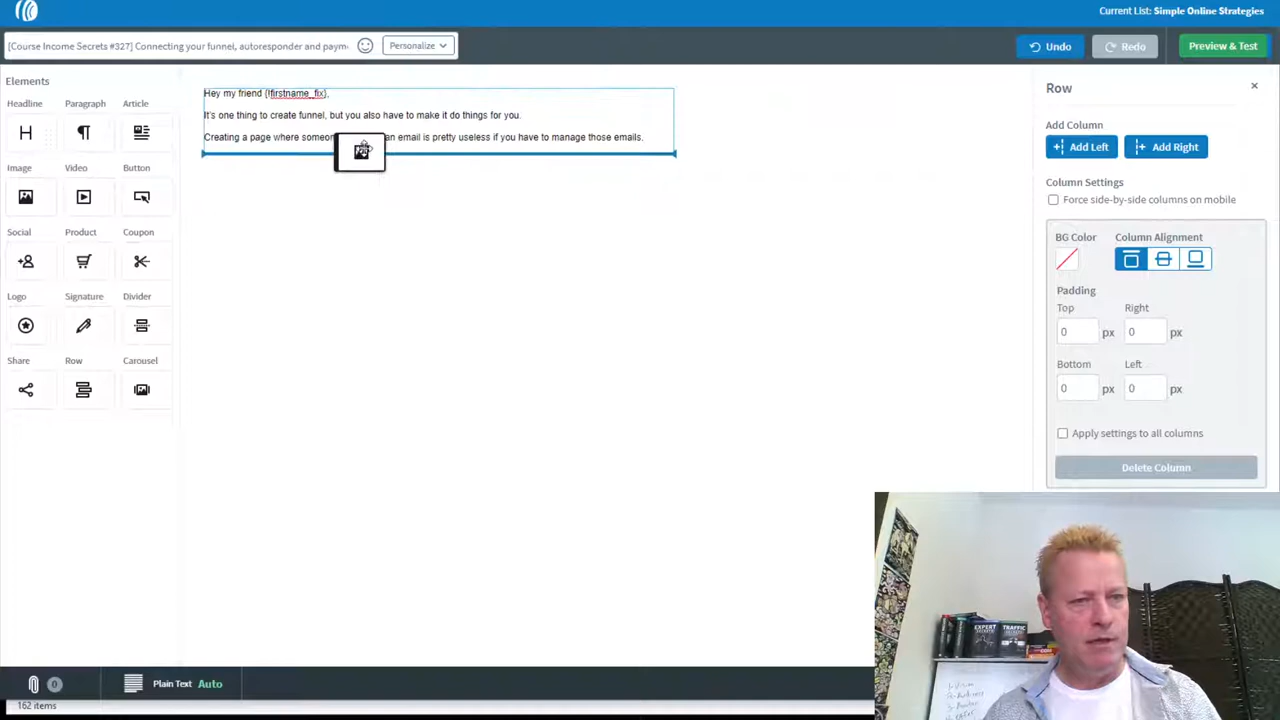 Current List: Simple Online Strategies
[Course Income Secrets #327] Connecting your funnel, autoresponder and paym
Personalize
Undo
Redo
Preview & Test
Elements
Headline
Paragraph
Article
Image
Video
Button
Social
Product
Coupon
Logo
Signature
Divider
Share
Row
Carousel
Hey my friend {!firstname_fix},
It's one thing to create funnel, but you also have to make it do things for you.
Creating a page where someon an email is pretty useless if you have to manage those emails.
Row
Add Column
Add Left
Add Right
Column Settings
Force side-by-side columns on mobile
BG Color
Column Alignment
Padding
Top
Right
0 px
0 px
Bottom
Left
0 px
0 px
Apply settings to all columns
Delete Column
EXPERT
SECRETS
TRAFFIC
SECRETS
0
Plain Text Auto
162 items